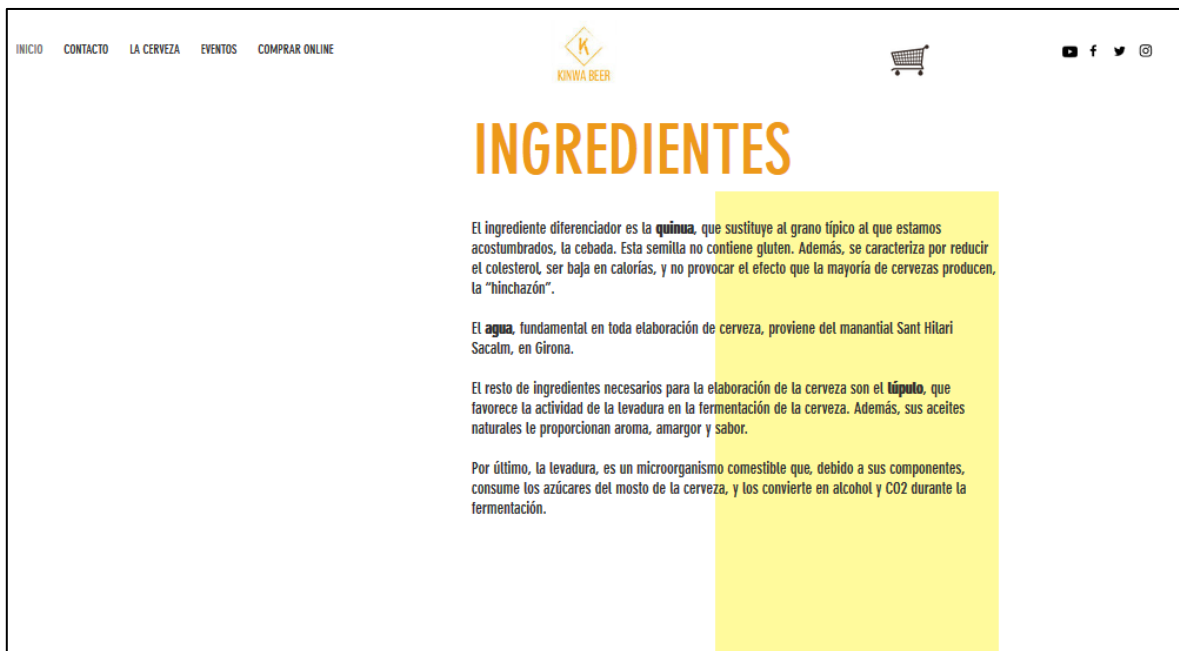 INICIO CONTACTO LA CERVEZA EVENTOS COMPRAR ONLINE
K
KINWA BEER
INGREDIENTES
El ingrediente diferenciador es la quinua, que sustituye al grano típico al que estamos
acostumbrados, la cebada. Esta semilla no contiene gluten. Además, se caracteriza por reducir
el colesterol, ser baja en calorías, y no provocar el efecto que la mayoría de cervezas producen,
la “hinchazón”.
El agua, fundamental en toda elaboración de cerveza, proviene del manantial Sant Hilari
Sacalm, en Girona.
El resto de ingredientes necesarios para la elaboración de la cerveza son el lúpulo, que
favorece la actividad de la levadura en la fermentación de la cerveza. Además, sus aceites
naturales le proporcionan aroma, amargor y sabor.
Por último, la levadura, es un microorganismo comestible que, debido a sus componentes,
consume los azúcares del mosto de la cerveza, y los convierte en alcohol y CO2 durante la
fermentación.